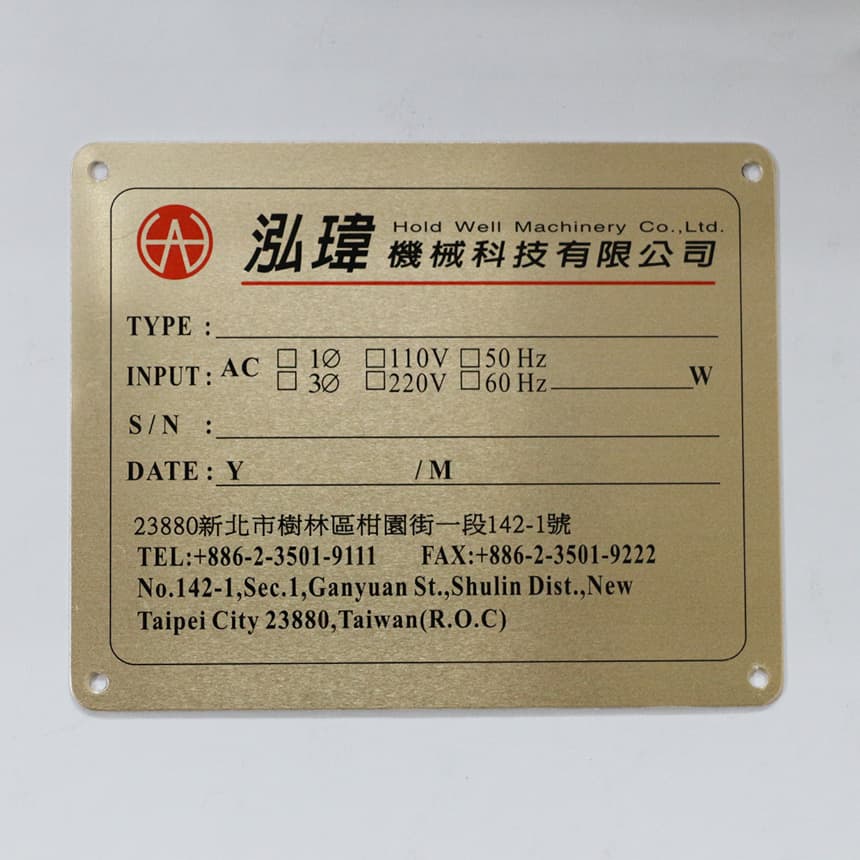 泓瑋 Hold Well Machinery Co.,Ltd.
機械科技有限公司
TYPE :
INPUT: AC □ 1Ø □110V □50 Hz
□ 3Ø □220V □60 Hz W
S/N :
DATE: Y /M
23880新北市樹林區柑園街一段142-1號
TEL:+886-2-3501-9111 FAX:+886-2-3501-9222
No.142-1,Sec.1,Ganyuan St.,Shulin Dist.,New
Taipei City 23880,Taiwan(R.O.C)